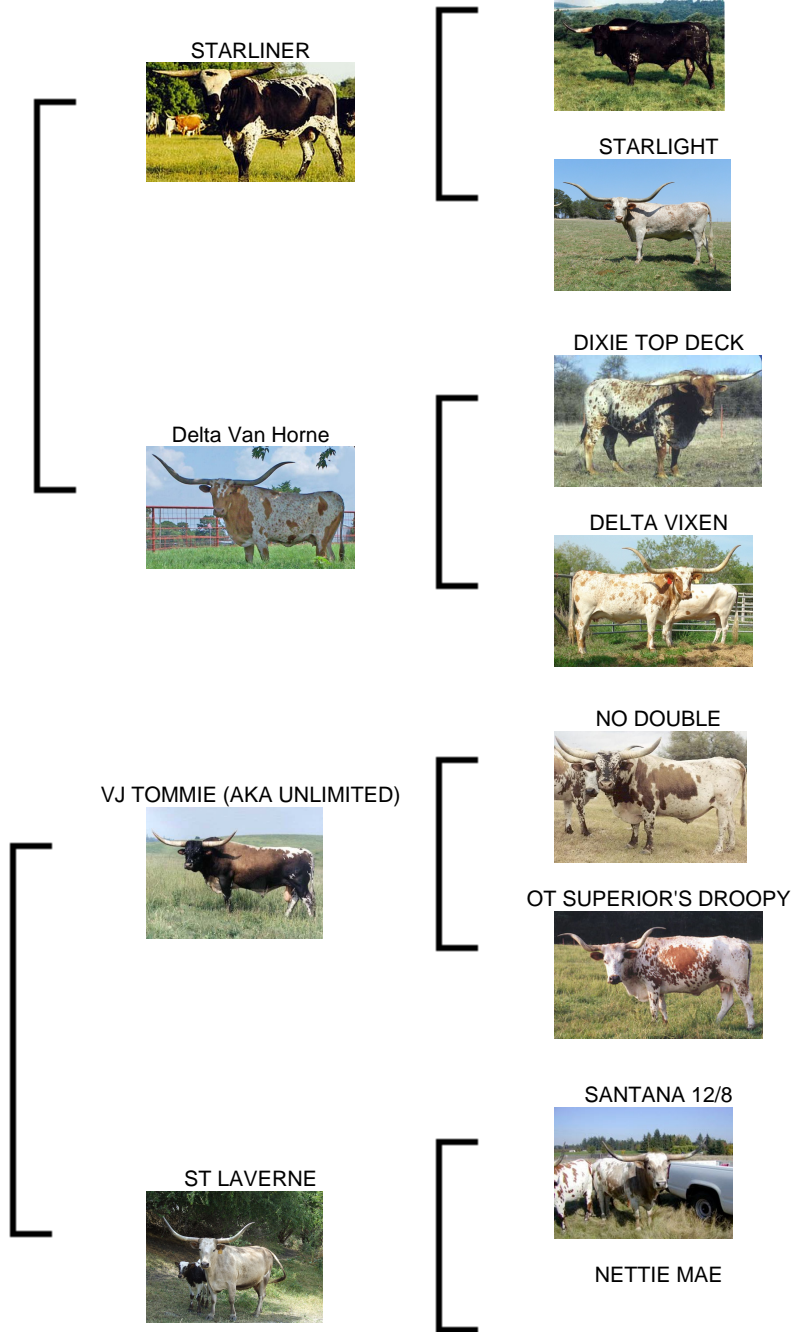 STARLINER
STARLIGHT
DIXIE TOP DECK
Delta Van Horne
DELTA VIXEN
NO DOUBLE
VJ TOMMIE (AKA UNLIMITED)
OT SUPERIOR'S DROOPY
SANTANA 12/8
ST LAVERNE
NETTIE MAE